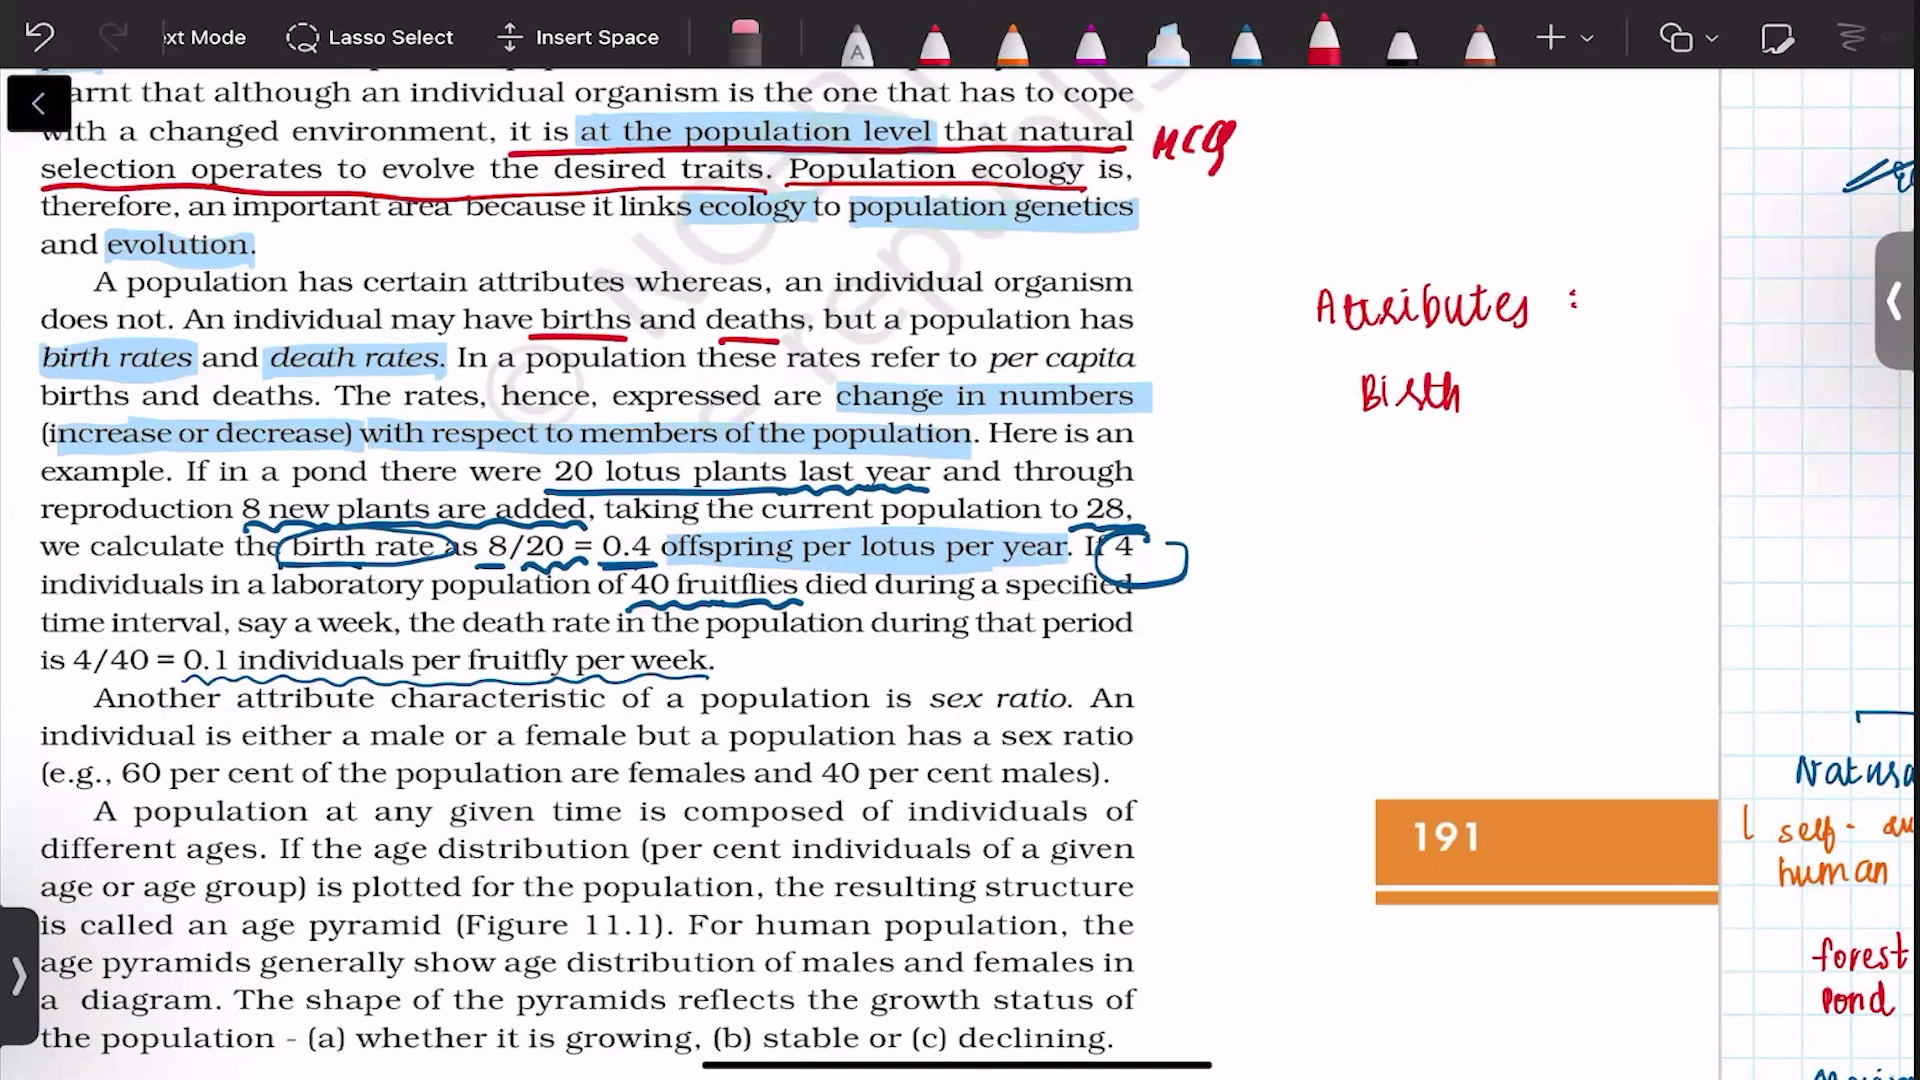 ext Mode
Lasso Select
Insert Space
arnt that although an individual organism is the one that has to cope
with a changed environment, it is at the population level that natural
MCQ
selection operates to evolve the desired traits. Population ecology is,
therefore, an important area because it links ecology to population genetics
and evolution.
A population has certain attributes whereas, an individual organism
does not. An individual may have births and deaths, but a population has
Attributes :
birth rates and death rates. In a population these rates refer to per capita
births and deaths. The rates, hence, expressed are change in numbers
Birth
(increase or decrease) with respect to members of the population. Here is an
example. If in a pond there were 20 lotus plants last year and through
reproduction 8 new plants are added, taking the current population to 28,
we calculate the birth rate as 8/20 = 0.4 offspring per lotus per year. If 4
individuals in a laboratory population of 40 fruitflies died during a specified
time interval, say a week, the death rate in the population during that period
is 4/40 = 0.1 individuals per fruitfly per week.
Another attribute characteristic of a population is sex ratio. An
individual is either a male or a female but a population has a sex ratio
(e.g., 60 per cent of the population are females and 40 per cent males).
A population at any given time is composed of individuals of
different ages. If the age distribution (per cent individuals of a given
age or age group) is plotted for the population, the resulting structure
is called an age pyramid (Figure 11.1). For human population, the
age pyramids generally show age distribution of males and females in
a diagram. The shape of the pyramids reflects the growth status of
the population - (a) whether it is growing, (b) stable or (c) declining.
191
Natura
self-
human
forest
Pond